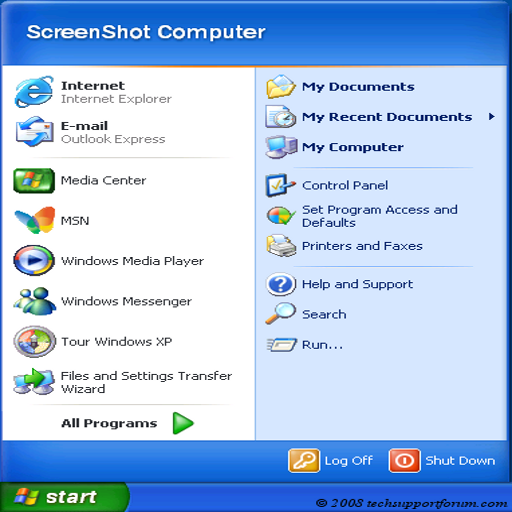 ScreenShot Computer
Internet
Internet Explorer
E-mail
Outlook Express
Media Center
MSN
Windows Media Player
Windows Messenger
Tour Windows XP
Files and Settings Transfer
Wizard
All Programs
My Documents
My Recent Documents
My Computer
Control Panel
Set Program Access and
Defaults
Printers and Faxes
Help and Support
Search
Run...
Log Off
Shut Down
start
© 2008 techsupportforum.com